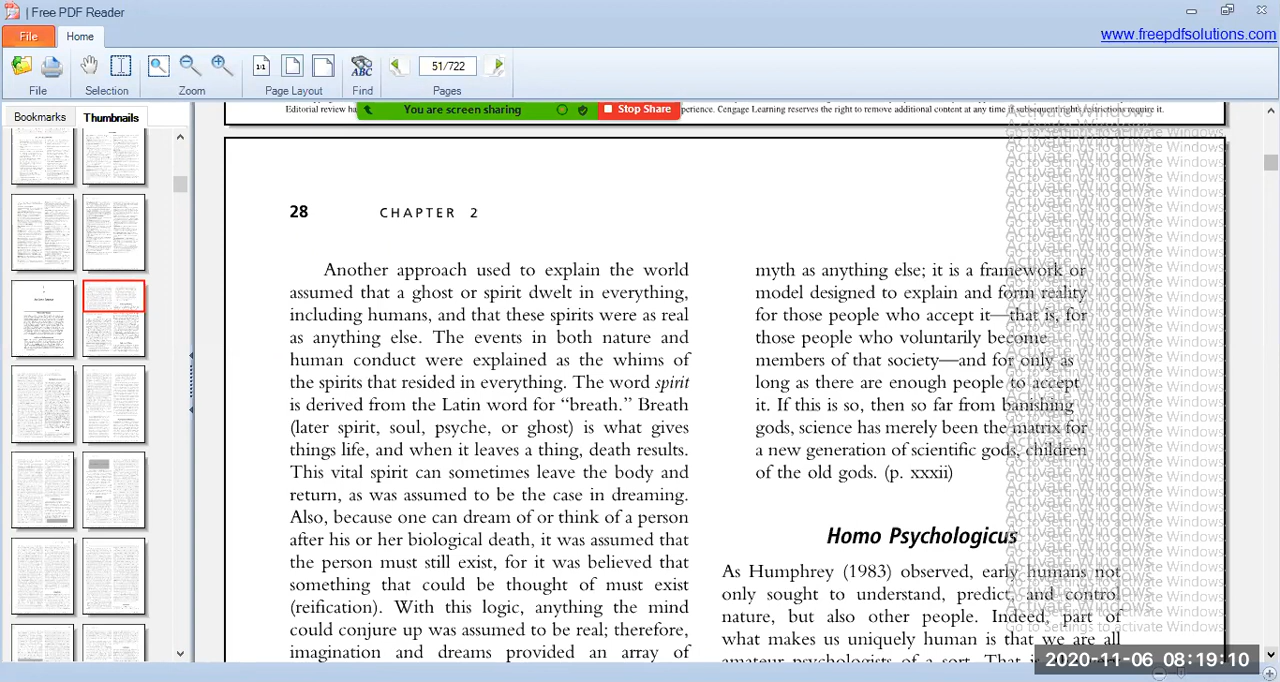 | Free PDF Reader
File
Home
www.freepdfsolutions.com
1/1
ABC
51/722
File
Selection
Zoom
Page Layout
Find
Pages
Bookmarks
Thumbnails
Editorial review ha
You are screen sharing
Stop Share
perience. Cengage Learning reserves the right to remove additional content at any time if subsequent rights restrictions require it.
28
CHAPTER 2
Another approach used to explain the world
assumed that a ghost or spirit dwelt in everything,
including humans, and that these spirits were as real
as anything else. The events in both nature and
human conduct were explained as the whims of
the spirits that resided in everything. The word spirit
is derived from the Latin word for “breath.” Breath
(later spirit, soul, psyche, or ghost) is what gives
things life, and when it leaves a thing, death results.
This vital spirit can sometimes leave the body and
return, as was assumed to be the case in dreaming.
Also, because one can dream of or think of a person
after his or her biological death, it was assumed that
the person must still exist, for it was believed that
something that could be thought of must exist
(reification). With this logic, anything the mind
could conjure up was assumed to be real; therefore,
imagination and dreams provided an array of
myth as anything else; it is a framework or
model designed to explain and form reality
for those people who accept it—that is, for
those people who voluntarily become
members of that society—and for only as
long as there are enough people to accept
it. If this is so, then so far from banishing
gods, science has merely been the matrix for
a new generation of scientific gods, children
of the old gods. (p. xxxii)
Homo Psychologicus
As Humphrey (1983) observed, early humans not
only sought to understand, predict, and control
nature, but also other people. Indeed, part of
what makes us uniquely human is that we are all
amateur psychologists of a sort. That
Activate Windows
Go to Settings to activate Windows.
2020-11-06 08:19:10